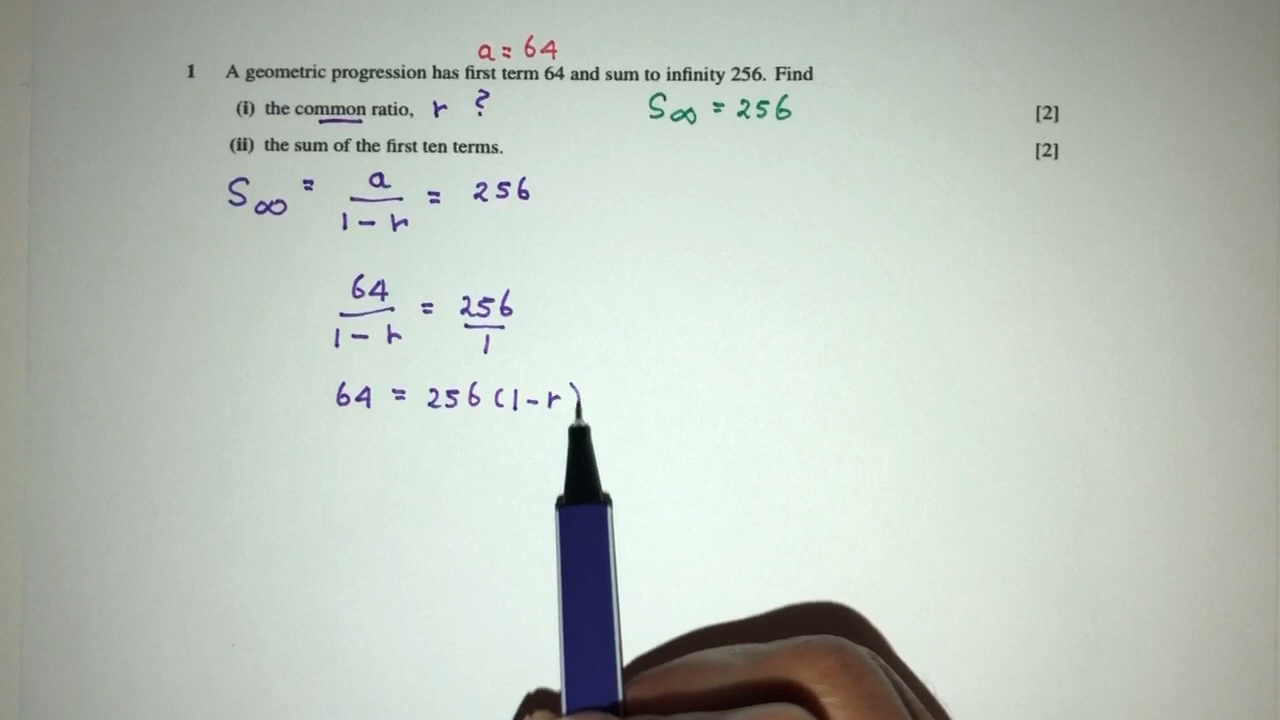 a = 64
1 A geometric progression has first term 64 and sum to infinity 256. Find
(i) the common ratio, r ? S∞ = 256 [2]
(ii) the sum of the first ten terms. [2]
S∞ = a/(1 - r) = 256
64/(1 - r) = 256/1
64 = 256 (1 - r)